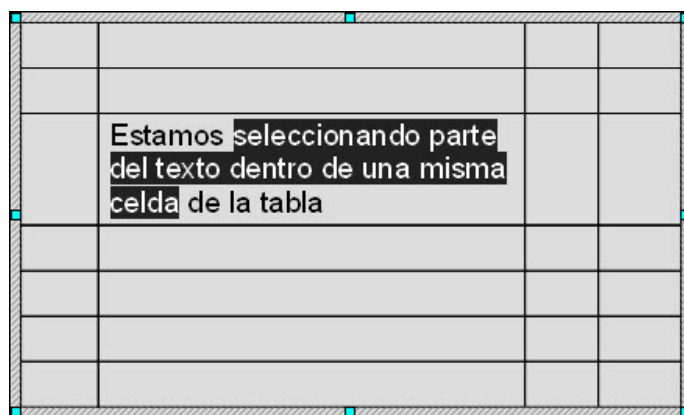 Estamos seleccionando parte
del texto dentro de una misma
celda de la tabla